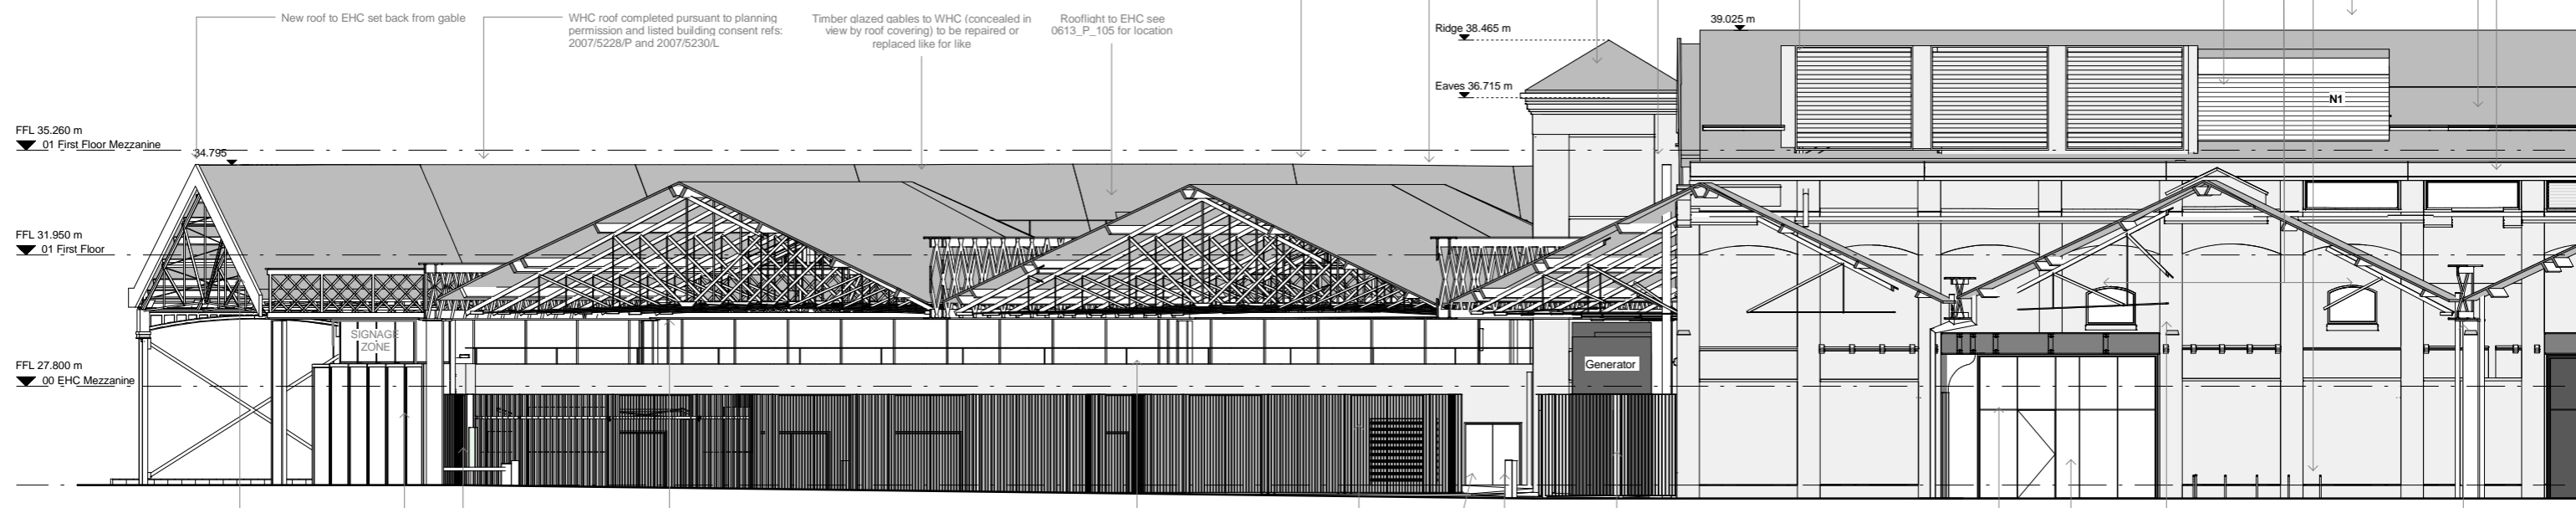 New roof to EHC set back from gable
WHC roof completed pursuant to planning
permission and listed building consent refs:
2007/5228/P and 2007/5230/L
Timber glazed gables to WHC (concealed in
view by roof covering) to be repaired or
replaced like for like
Rooflight to EHC see
0613_P_105 for location
Ridge 38.465 m
Eaves 36.715 m
39.025 m
N1
FFL 35.260 m
01 First Floor Mezzanine
34.795
FFL 31.950 m
01 First Floor
SIGNAGE
ZONE
FFL 27.800 m
00 EHC Mezzanine
Generator